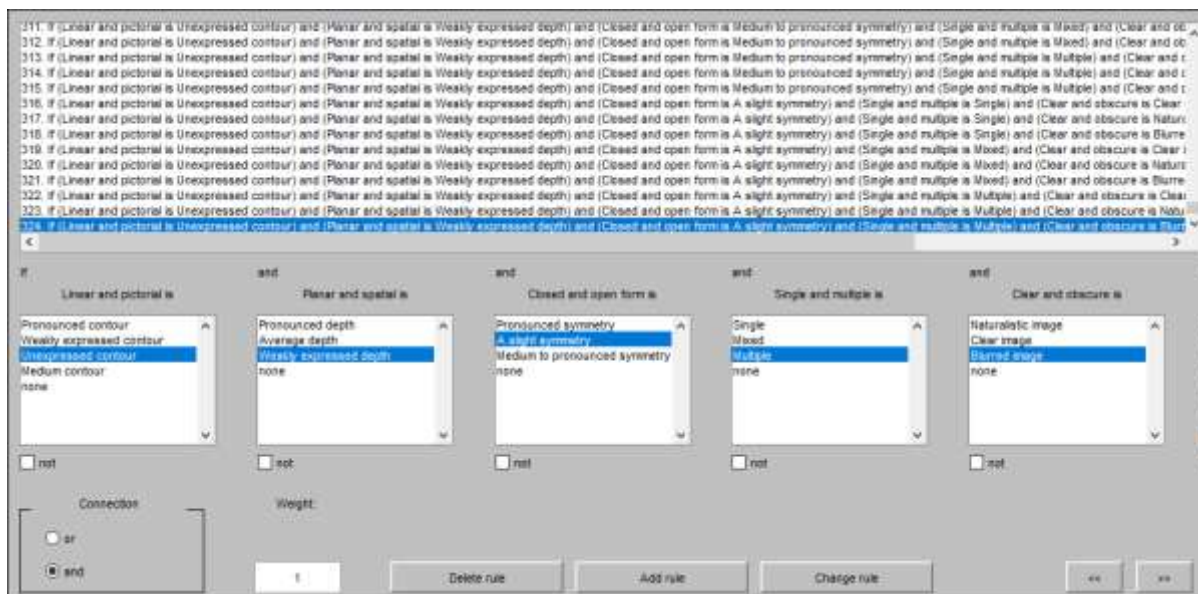 311. If (Linear and pictorial is Unexpressed contour) and (Planar and spatial is Weakly expressed depth) and (Closed and open form is Medium to pronounced symmetry) and (Single and multiple is Mixed) and (Clear and ob
312. If (Linear and pictorial is Unexpressed contour) and (Planar and spatial is Weakly expressed depth) and (Closed and open form is Medium to pronounced symmetry) and (Single and multiple is Mixed) and (Clear and ob
313. If (Linear and pictorial is Unexpressed contour) and (Planar and spatial is Weakly expressed depth) and (Closed and open form is Medium to pronounced symmetry) and (Single and multiple is Multiple) and (Clear and c
314. If (Linear and pictorial is Unexpressed contour) and (Planar and spatial is Weakly expressed depth) and (Closed and open form is Medium to pronounced symmetry) and (Single and multiple is Multiple) and (Clear and c
315. If (Linear and pictorial is Unexpressed contour) and (Planar and spatial is Weakly expressed depth) and (Closed and open form is Medium to pronounced symmetry) and (Single and multiple is Multiple) and (Clear and c
316. If (Linear and pictorial is Unexpressed contour) and (Planar and spatial is Weakly expressed depth) and (Closed and open form is A slight symmetry) and (Single and multiple is Single) and (Clear and obscure is Clear
317. If (Linear and pictorial is Unexpressed contour) and (Planar and spatial is Weakly expressed depth) and (Closed and open form is A slight symmetry) and (Single and multiple is Single) and (Clear and obscure is Natura
318. If (Linear and pictorial is Unexpressed contour) and (Planar and spatial is Weakly expressed depth) and (Closed and open form is A slight symmetry) and (Single and multiple is Single) and (Clear and obscure is Blurre
319. If (Linear and pictorial is Unexpressed contour) and (Planar and spatial is Weakly expressed depth) and (Closed and open form is A slight symmetry) and (Single and multiple is Mixed) and (Clear and obscure is Clear i
320. If (Linear and pictorial is Unexpressed contour) and (Planar and spatial is Weakly expressed depth) and (Closed and open form is A slight symmetry) and (Single and multiple is Mixed) and (Clear and obscure is Natura
321. If (Linear and pictorial is Unexpressed contour) and (Planar and spatial is Weakly expressed depth) and (Closed and open form is A slight symmetry) and (Single and multiple is Mixed) and (Clear and obscure is Blurre
322. If (Linear and pictorial is Unexpressed contour) and (Planar and spatial is Weakly expressed depth) and (Closed and open form is A slight symmetry) and (Single and multiple is Multiple) and (Clear and obscure is Clear
323. If (Linear and pictorial is Unexpressed contour) and (Planar and spatial is Weakly expressed depth) and (Closed and open form is A slight symmetry) and (Single and multiple is Multiple) and (Clear and obscure is Natu
324. If (Linear and pictorial is Unexpressed contour) and (Planar and spatial is Weakly expressed depth) and (Closed and open form is A slight symmetry) and (Single and multiple is Multiple) and (Clear and obscure is Blurr
If and and and and
Linear and pictorial is Planar and spatial is Closed and open form is Single and multiple is Clear and obscure is
Pronounced contour Pronounced depth Pronounced symmetry Single Naturalistic image
Weakly expressed contour Average depth A slight symmetry Mixed Clear image
Unexpressed contour Weakly expressed depth Medium to pronounced symmetry Multiple Blurred image
Medium contour none none none none
none
not not not not not
Connection Weight:
or
and 1 Delete rule Add rule Change rule << >>